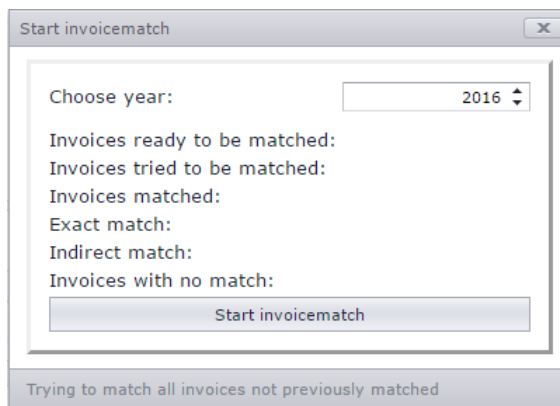 Start invoicematch
Choose year: 2016
Invoices ready to be matched:
Invoices tried to be matched:
Invoices matched:
Exact match:
Indirect match:
Invoices with no match:
Start invoicematch
Trying to match all invoices not previously matched